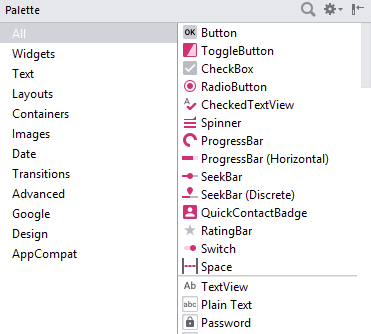 Palette
All
Widgets
Text
Layouts
Containers
Images
Date
Transitions
Advanced
Google
Design
AppCompat
OK Button
ToggleButton
CheckBox
RadioButton
A CheckedTextView
Spinner
ProgressBar
ProgressBar (Horizontal)
SeekBar
SeekBar (Discrete)
QuickContactBadge
RatingBar
Switch
Space
Ab TextView
abc Plain Text
Password